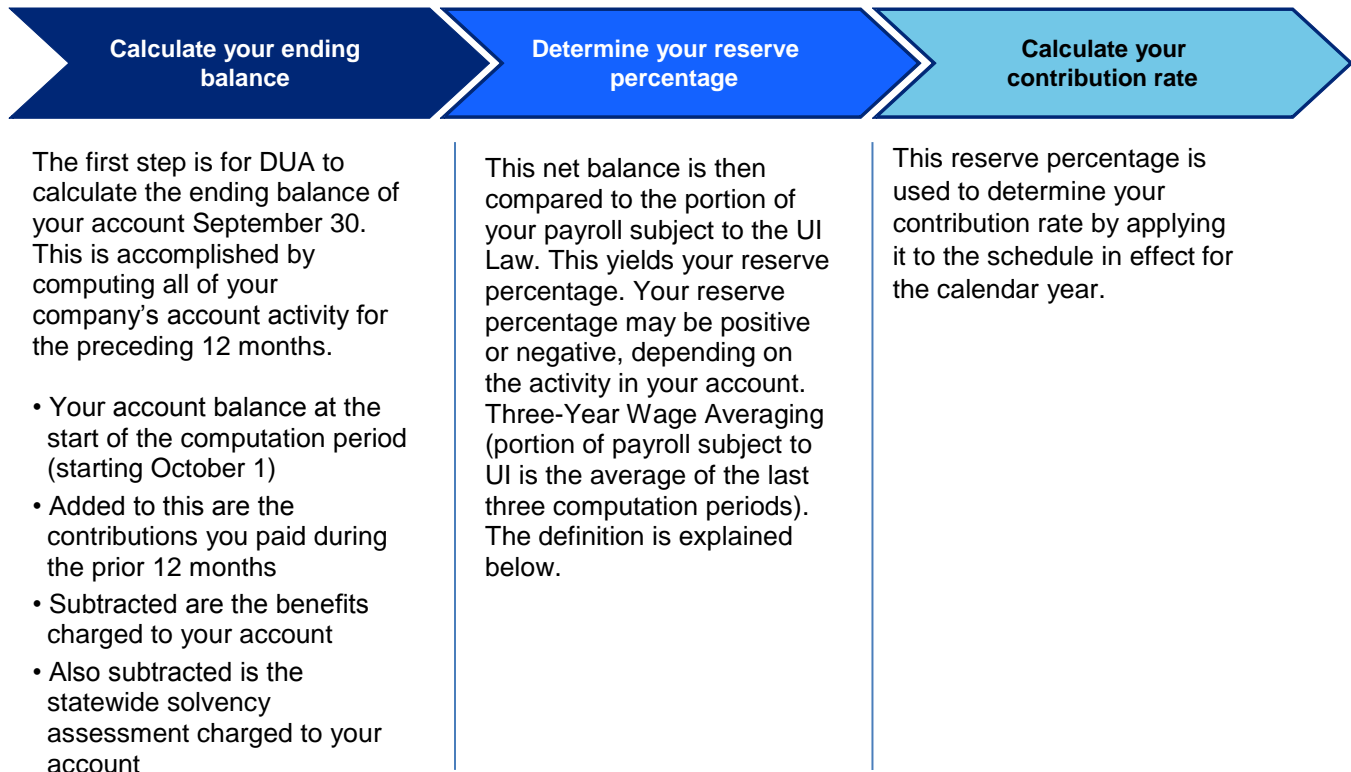 Calculate your ending
balance
Determine your reserve
percentage
Calculate your
contribution rate
The first step is for DUA to
calculate the ending balance of
your account September 30.
This is accomplished by
computing all of your
company’s account activity for
the preceding 12 months.
• Your account balance at the
start of the computation period
(starting October 1)
• Added to this are the
contributions you paid during
the prior 12 months
• Subtracted are the benefits
charged to your account
• Also subtracted is the
statewide solvency
assessment charged to your
account
This net balance is then
compared to the portion of
your payroll subject to the UI
Law. This yields your reserve
percentage. Your reserve
percentage may be positive
or negative, depending on
the activity in your account.
Three-Year Wage Averaging
(portion of payroll subject to
UI is the average of the last
three computation periods).
The definition is explained
below.
This reserve percentage is
used to determine your
contribution rate by applying
it to the schedule in effect for
the calendar year.